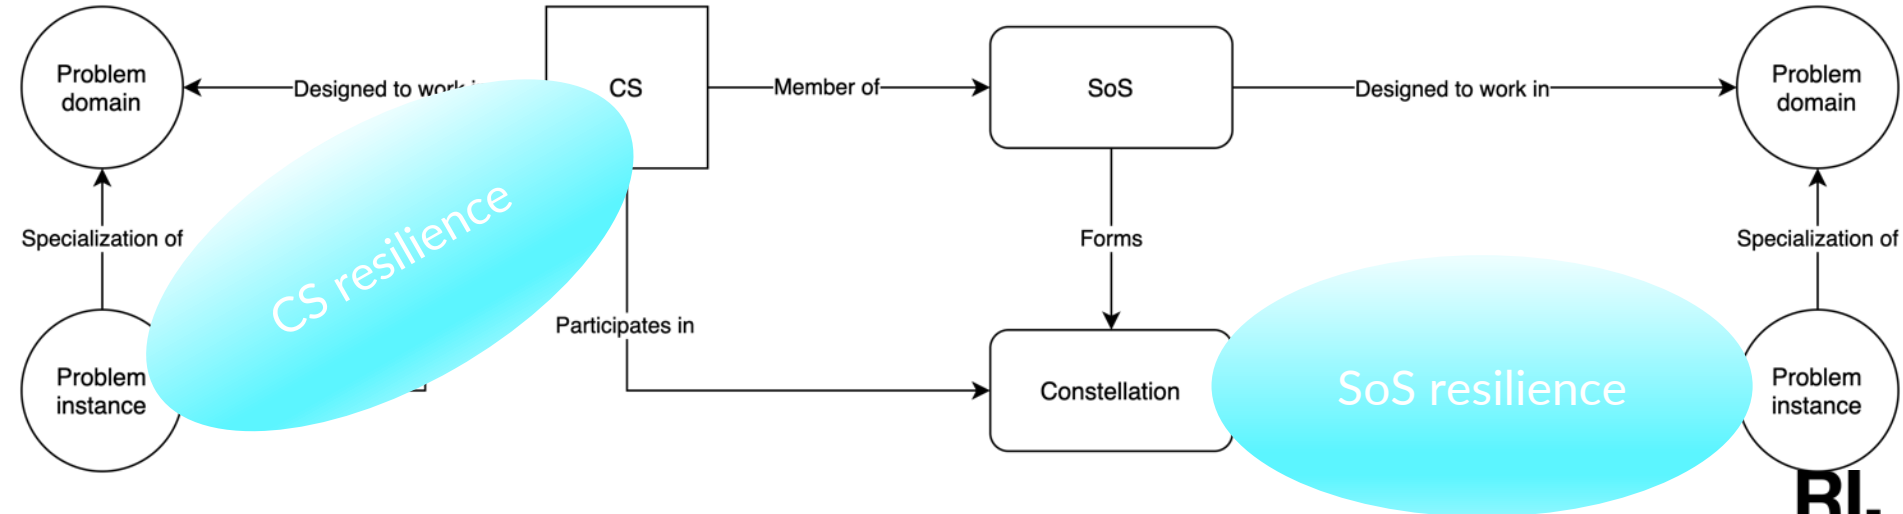 Problem
domain
Designed to work
CS
Member of
SoS
Designed to work in
Problem
domain
Specialization of
CS resilience
Forms
Specialization of
Participates in
Problem
instance
Constellation
SoS resilience
Problem
instance